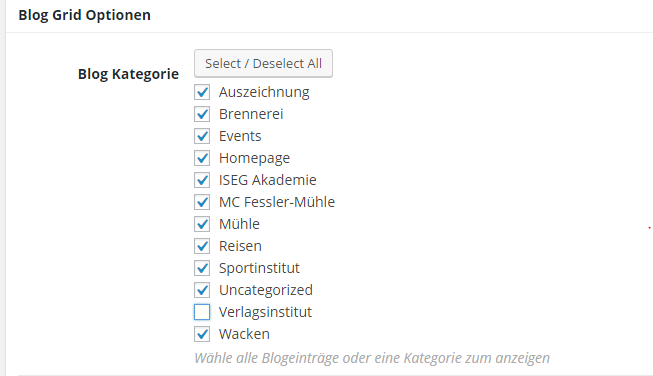 Blog Grid Optionen
Blog Kategorie
Select / Deselect All
Auszeichnung
Brennerei
Events
Homepage
ISEG Akademie
MC Fessler-Mühle
Mühle
Reisen
Sportinstitut
Uncategorized
Verlagsinstitut
Wacken
Wähle alle Blogeinträge oder eine Kategorie zum anzeigen